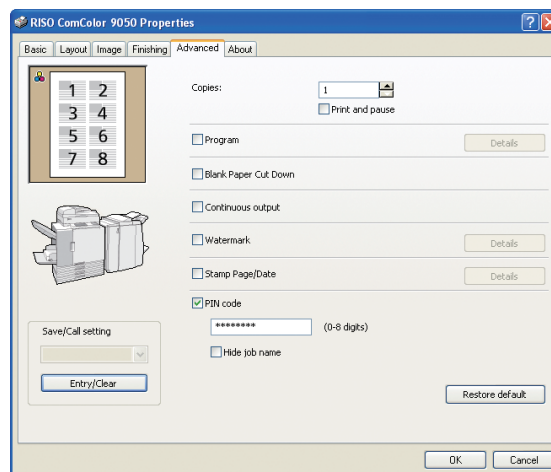 RISO ComColor 9050 Properties
Basic Layout Image Finishing Advanced About
1 2
3 4
5 6
7 8
Copies: 1
Print and pause
Program Details
Blank Paper Cut Down
Continuous output
Watermark Details
Stamp Page/Date Details
PIN code
******** (0-8 digits)
Hide job name
Save/Call setting
Entry/Clear
Restore default
OK Cancel